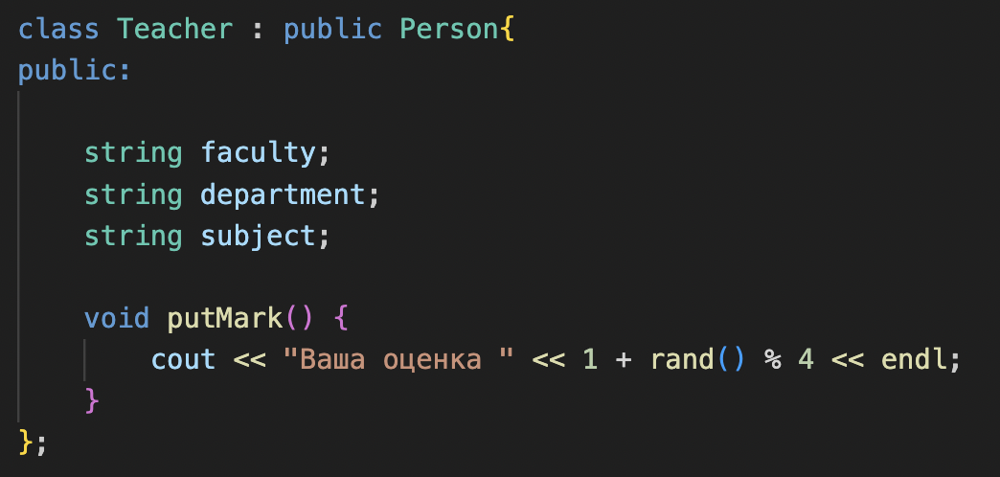 class Teacher : public Person{
public:
string faculty;
string department;
string subject;
void putMark() {
cout << "Ваша оценка " << 1 + rand() % 4 << endl;
}
};